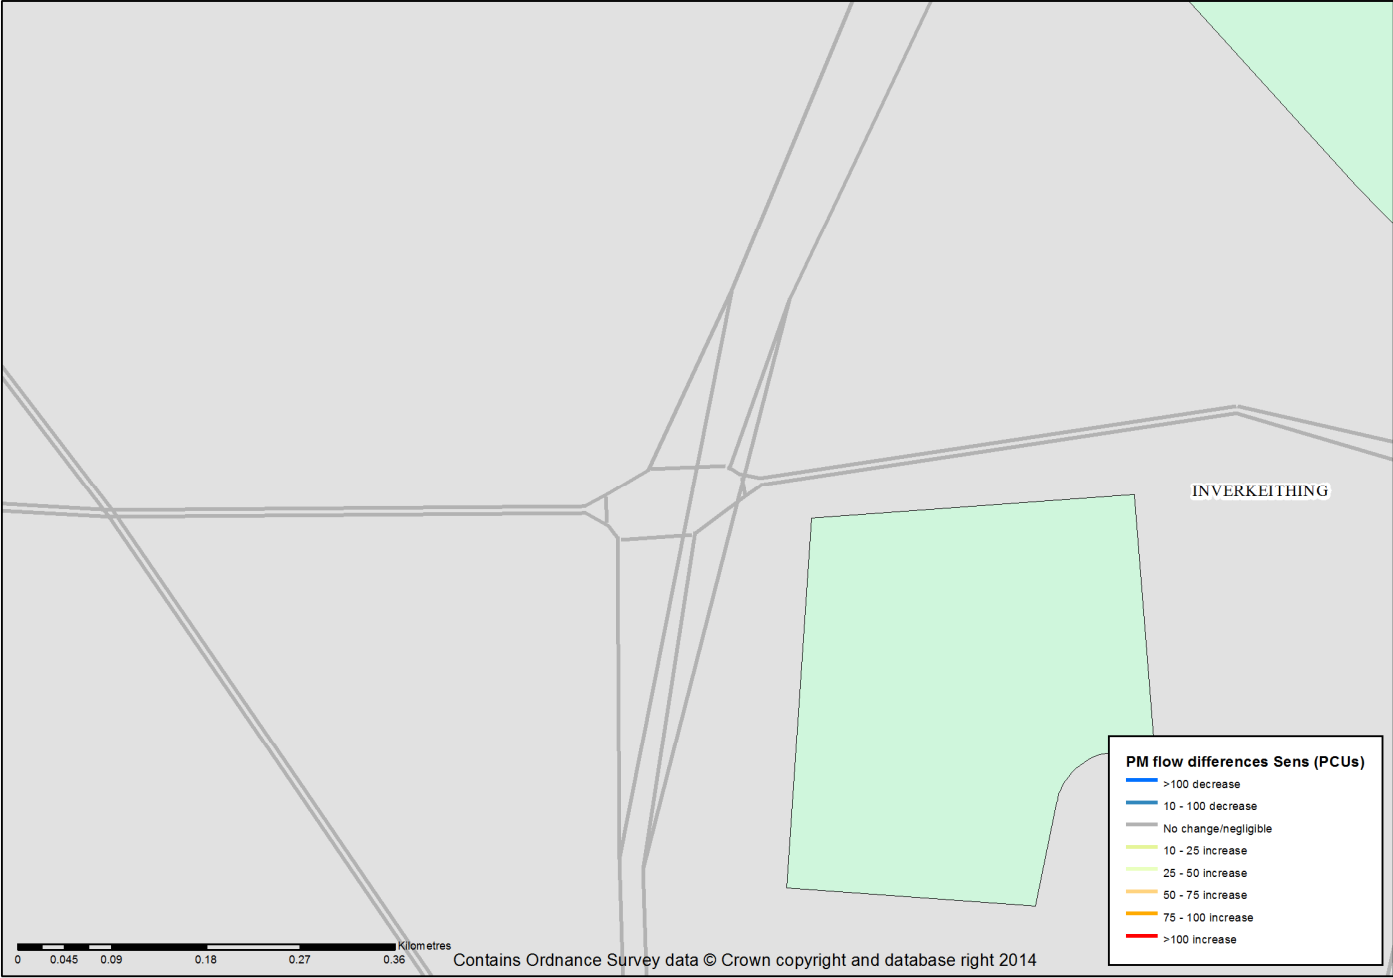 INVERKEITHING
PM flow differences Sens (PCUs)
>100 decrease
10 - 100 decrease
No change/negligible
10 - 25 increase
25 - 50 increase
50 - 75 increase
75 - 100 increase
>100 increase
Kilometres
0 0.045 0.09 0.18 0.27 0.36
Contains Ordnance Survey data © Crown copyright and database right 2014